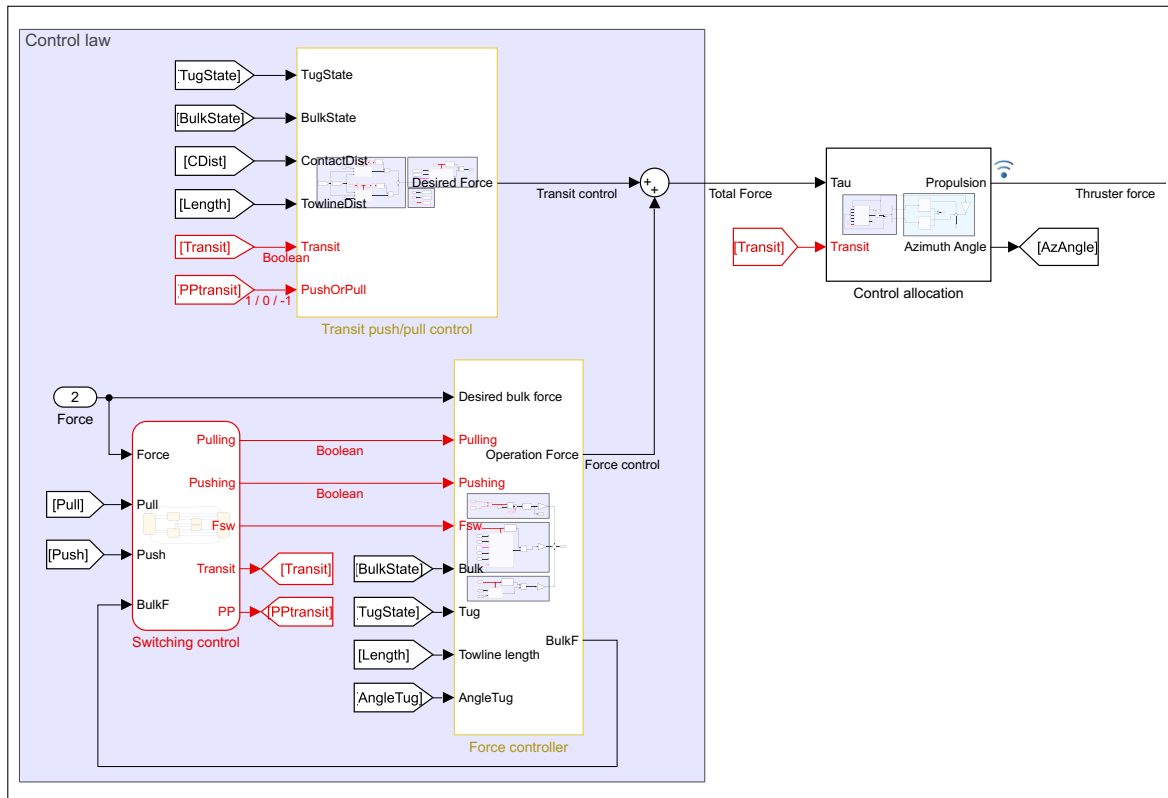 Control law
[TugState]
TugState
[BulkState]
BulkState
[CDist]
ContactDist
[Length]
TowlineDist
[Transit]
Transit
Boolean
[PPtransit]
PushOrPull
1 / 0 / -1
Desired Force
Transit push/pull control
Transit control
+
+
Total Force
Tau
Propulsion
Thruster force
[Transit]
Transit
Azimuth Angle
[AzAngle]
Control allocation
2
Force
Desired bulk force
Force
Pulling
Boolean
Pulling
Operation Force
Force control
[Pull]
Pull
Pushing
Boolean
Pushing
Fsw
Fsw
[Push]
Push
Transit
[Transit]
[BulkState]
Bulk
BulkF
PP
[PPtransit]
[TugState]
Tug
Switching control
BulkF
[Length]
Towline length
[AngleTug]
AngleTug
Force controller